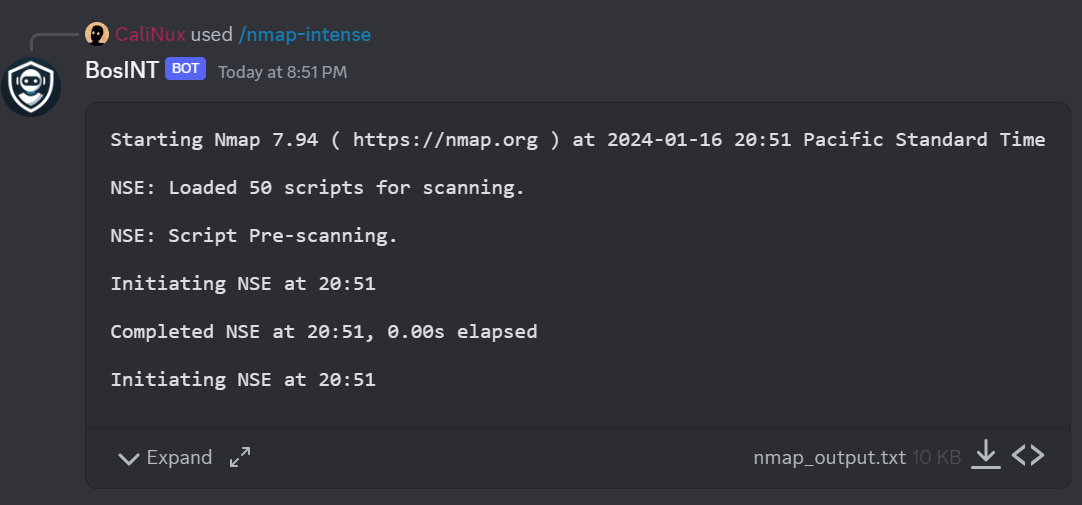 CaliNux used /nmap-intense
BosINT BOT Today at 8:51 PM
Starting Nmap 7.94 ( https://nmap.org ) at 2024-01-16 20:51 Pacific Standard Time
NSE: Loaded 50 scripts for scanning.
NSE: Script Pre-scanning.
Initiating NSE at 20:51
Completed NSE at 20:51, 0.00s elapsed
Initiating NSE at 20:51
Expand nmap_output.txt 10 KB